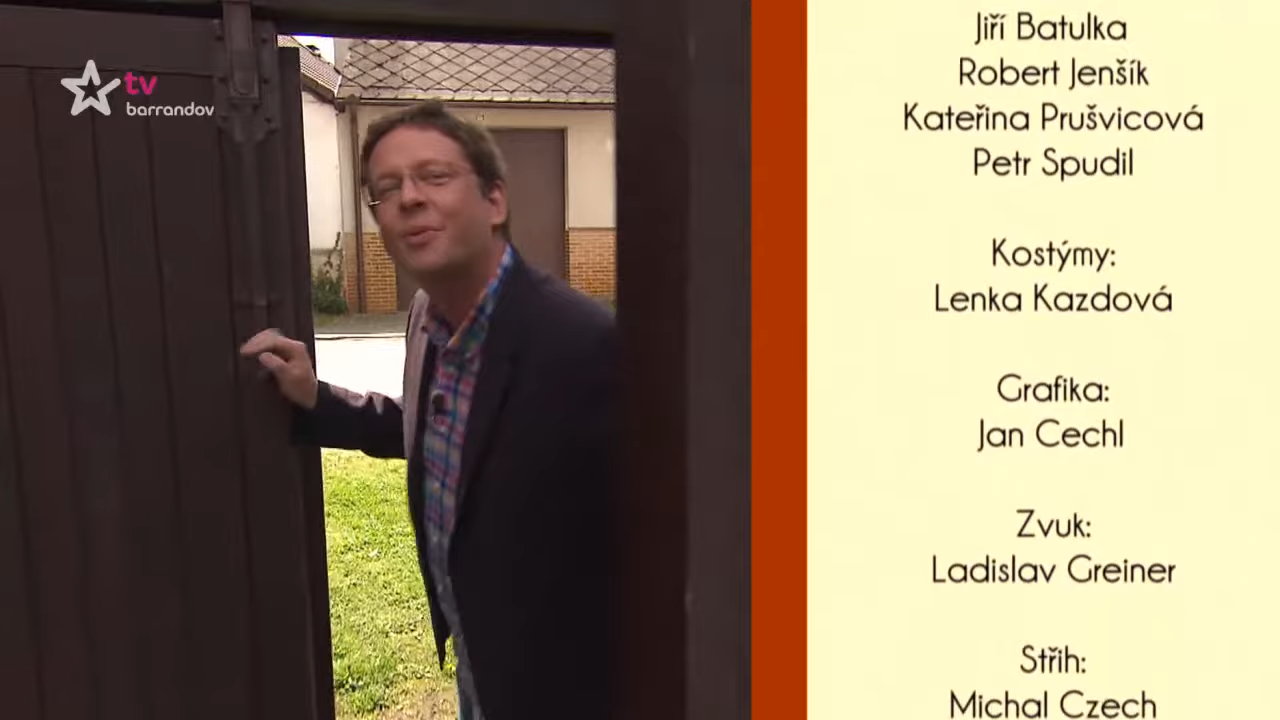 tv
barrandov
Jiří Batulka
Robert Jenšík
Kateřina Prušvicová
Petr Spudil
Kostýmy:
Lenka Kazdová
Grafika:
Jan Cechl
Zvuk:
Ladislav Greiner
Střih:
Michal Czech